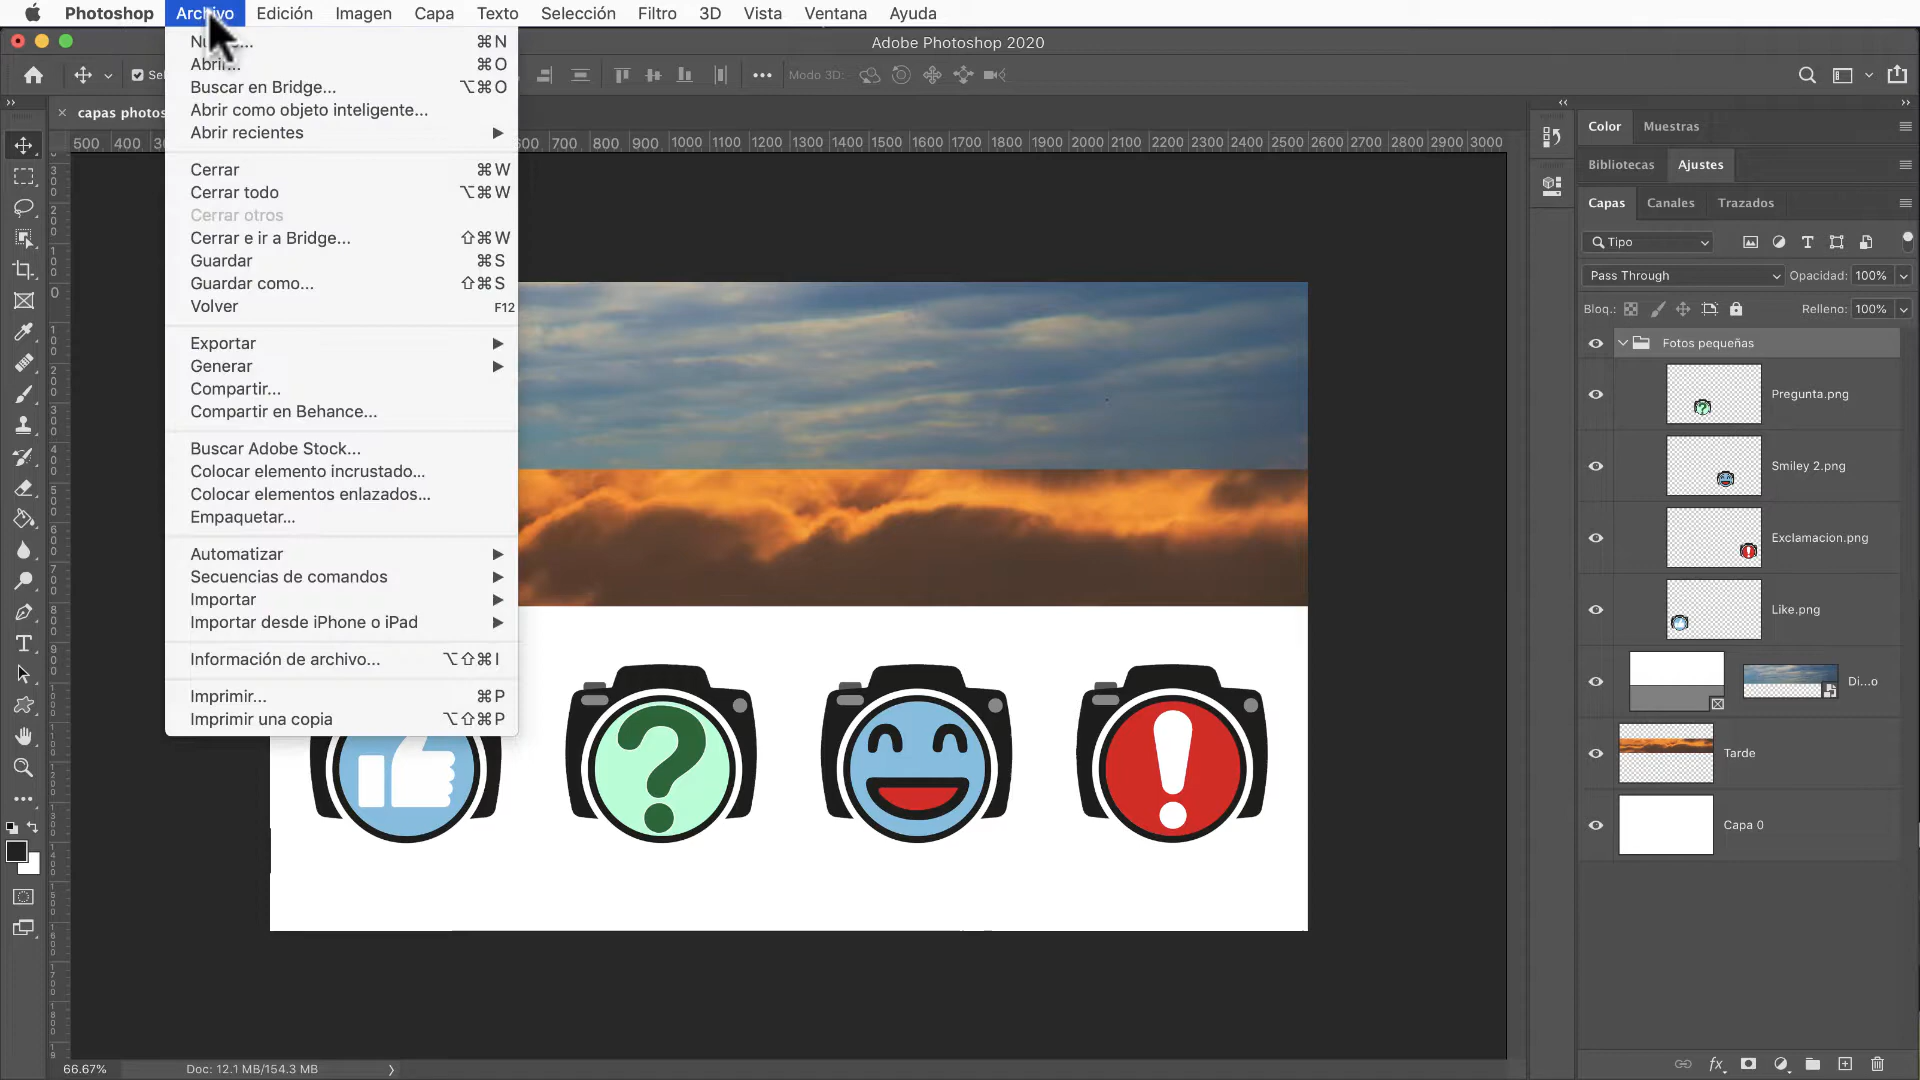 Photoshop Archivo Edición Imagen Capa Texto Selección Filtro 3D Vista Ventana Ayuda
Adobe Photoshop 2020
⌘N
Abrir... ⌘O
Buscar en Bridge... ⌥⌘O
Abrir como objeto inteligente...
Abrir recientes
Cerrar ⌘W
Cerrar todo ⌥⌘W
Cerrar otros
Cerrar e ir a Bridge... ⇧⌘W
Guardar ⌘S
Guardar como... ⇧⌘S
Volver F12
Exportar
Generar
Compartir...
Compartir en Behance...
Buscar Adobe Stock...
Colocar elemento incrustado...
Colocar elementos enlazados...
Empaquetar...
Automatizar
Secuencias de comandos
Importar
Importar desde iPhone o iPad
Información de archivo... ⌥⇧⌘I
Imprimir... ⌘P
Imprimir una copia ⌥⇧⌘P
Modo 3D:
capas photos
500 400 700 800 900 1000 1100 1200 1300 1400 1500 1600 1700 1800 1900 2000 2100 2200 2300 2400 2500 2600 2700 2800 2900 3000
Color Muestras
Bibliotecas Ajustes
Capas Canales Trazados
Tipo
Pass Through Opacidad: 100%
Bloq.: Relleno: 100%
Fotos pequeñas
Pregunta.png
Smiley 2.png
Exclamacion.png
Like.png
Di...o
Tarde
Capa 0
fx
66.67% Doc: 12.1 MB/154.3 MB